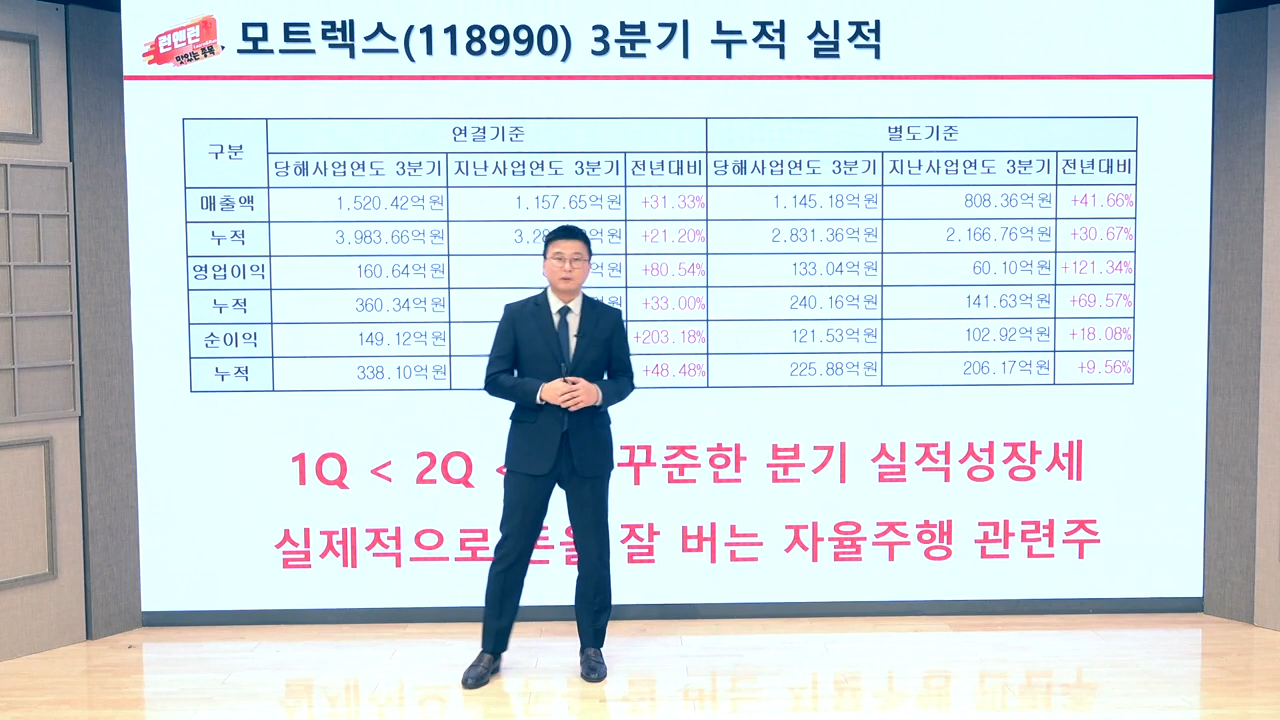 런앤런
맛있는 종목
모트렉스(118990) 3분기 누적 실적
구분 연결기준 별도기준
당해사업연도 3분기 지난사업연도 3분기 전년대비 당해사업연도 3분기 지난사업연도 3분기 전년대비
매출액 1,520.42억원 1,157.65억원 +31.33% 1,145.18억원 808.36억원 +41.66%
누적 3,983.66억원 +21.20% 2,831.36억원 2,166.76억원 +30.67%
영업이익 160.64억원 억원 +80.54% 133.04억원 60.10억원 +121.34%
누적 360.34억원 +33.00% 240.16억원 141.63억원 +69.57%
순이익 149.12억원 +203.18% 121.53억원 102.92억원 +18.08%
누적 338.10억원 +48.48% 225.88억원 206.17억원 +9.56%
1Q < 2Q < 꾸준한 분기 실적성장세
실제적으로 돈을 잘 버는 자율주행 관련주